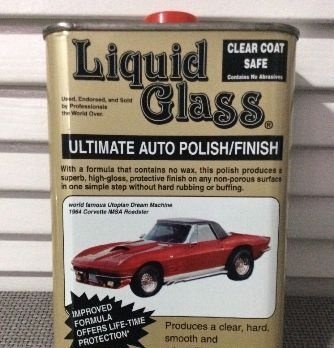 Liquid
Glass®
CLEAR COAT
SAFE
Contains No Abrasives
Used, Endorsed, and Sold
by Professionals
the World Over.
ULTIMATE AUTO POLISH/FINISH
With a formula that contains no wax, this polish produces a
superb, high-gloss, protective finish on any non-porous surface
in one simple step without hard rubbing or buffing.
world famous Utopian Dream Machine
1964 Corvette IMSA Roadster
IMPROVED
FORMULA
OFFERS LIFE-TIME
PROTECTION*
Produces a clear, hard,
smooth and